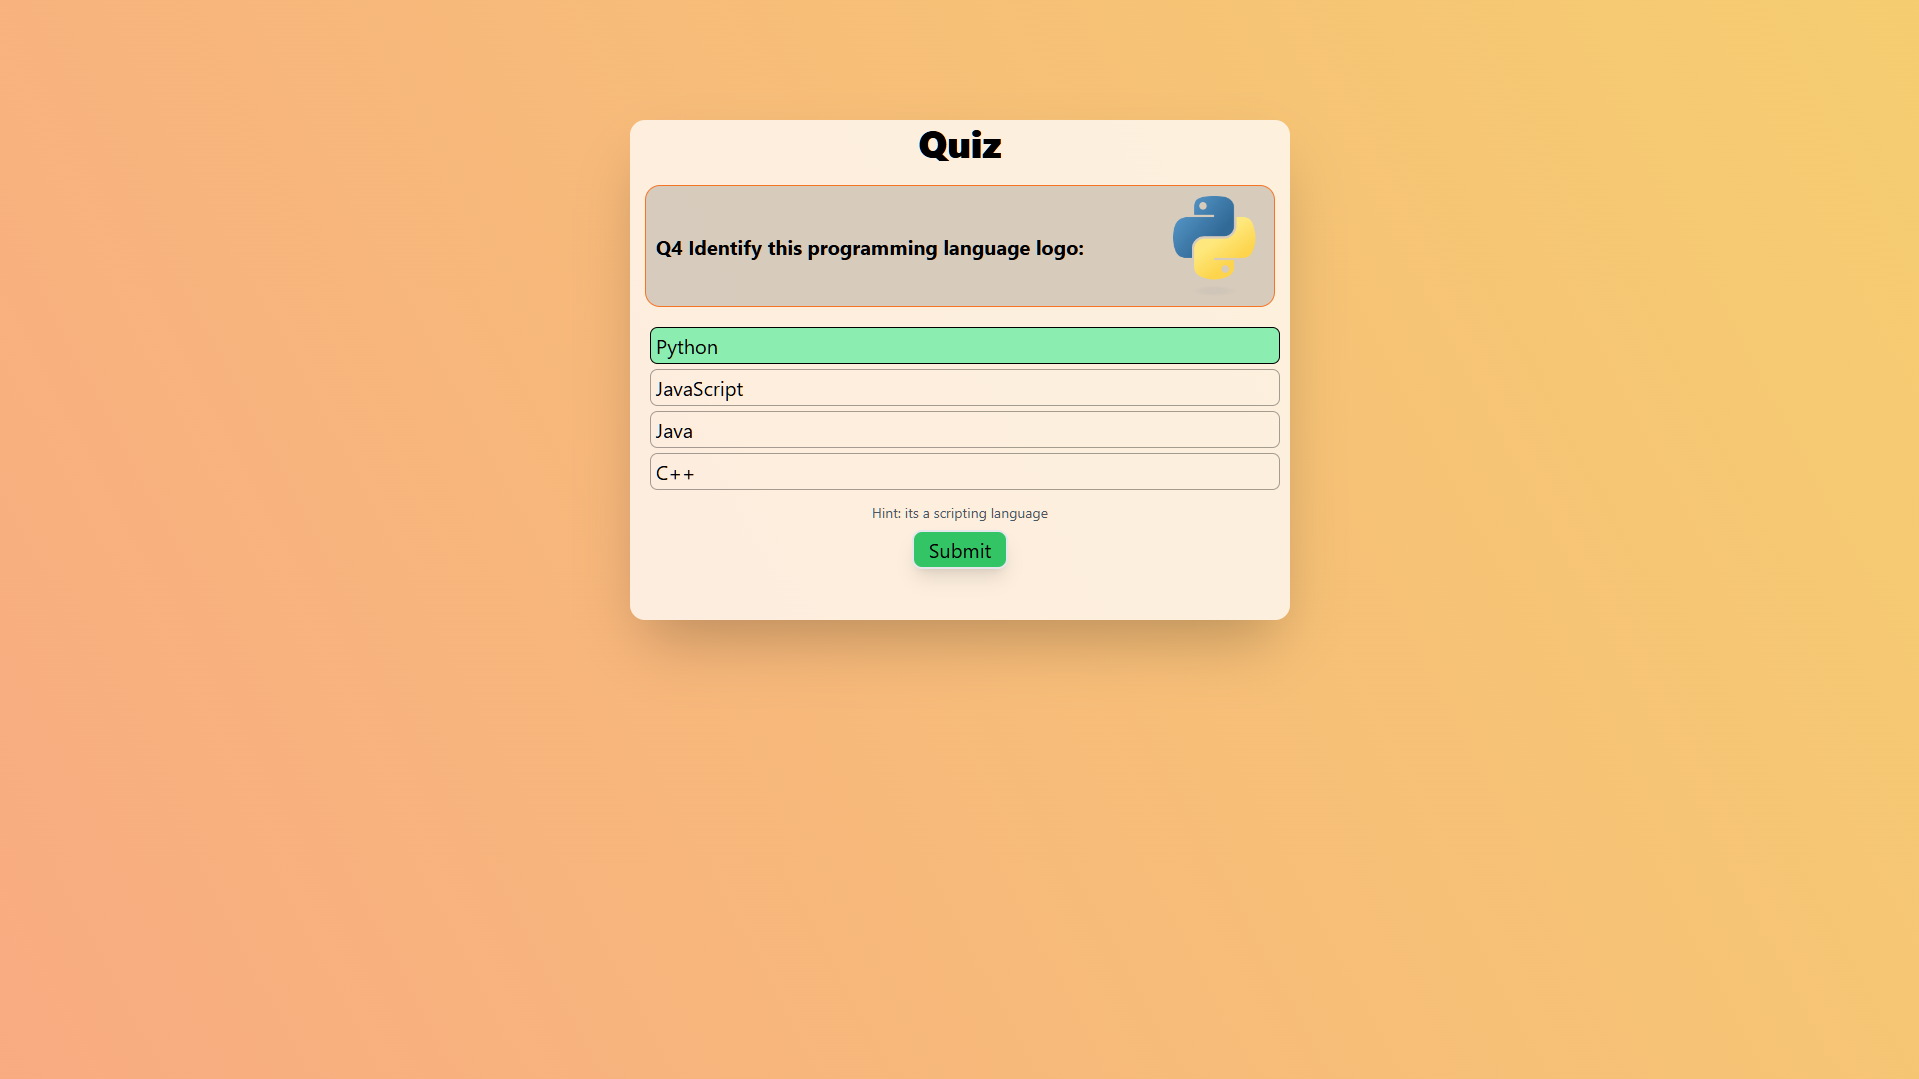 Quiz
Q4 Identify this programming language logo:
Python
JavaScript
Java
C++
Hint: its a scripting language
Submit